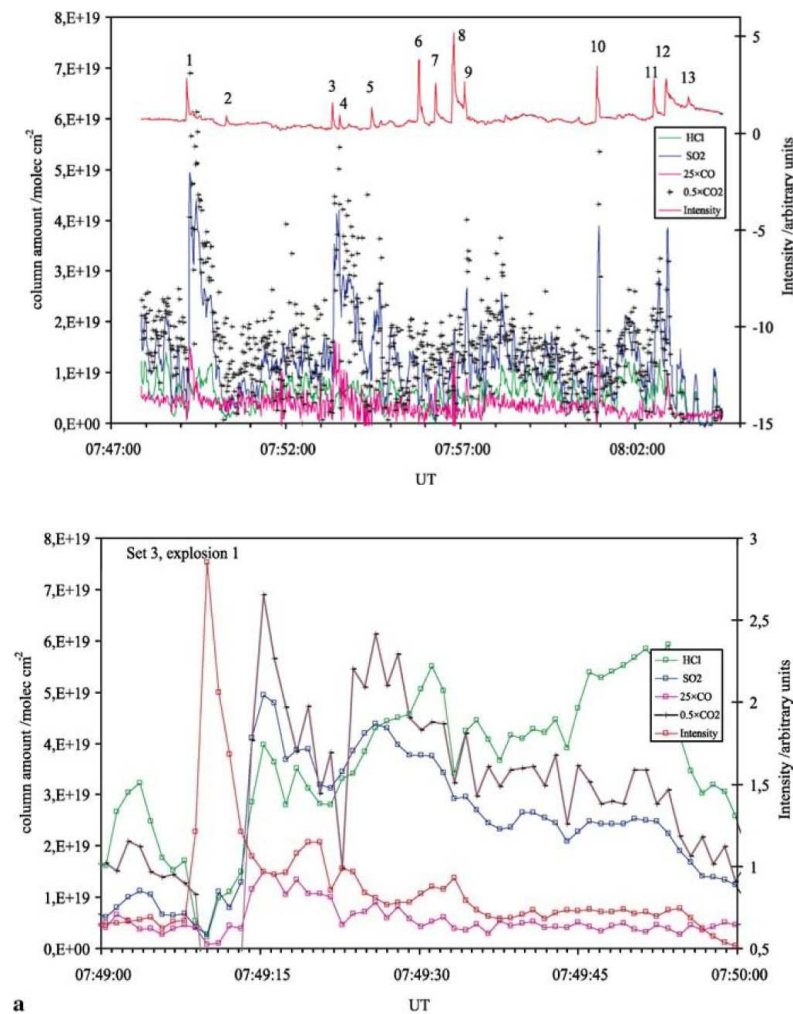 8,E+19
7,E+19
6,E+19
5,E+19
4,E+19
3,E+19
2,E+19
1,E+19
0,E+00
column amount /molec cm-2
1
2
3
4
5
6
7
8
9
10
11
12
13
HCl
SO2
25×CO
0.5×CO2
Intensity
5
0
-5
-10
-15
Intensity /arbitrary units
07:47:00 07:52:00 07:57:00 08:02:00
UT
Set 3, explosion 1
8,E+19
7,E+19
6,E+19
5,E+19
4,E+19
3,E+19
2,E+19
1,E+19
0,E+00
column amount /molec cm-2
HCl
SO2
25×CO
0.5×CO2
Intensity
3
2,5
2
1,5
1
0,5
Intensity /arbitrary units
07:49:00 07:49:15 07:49:30 07:49:45 07:50:00
UT
a